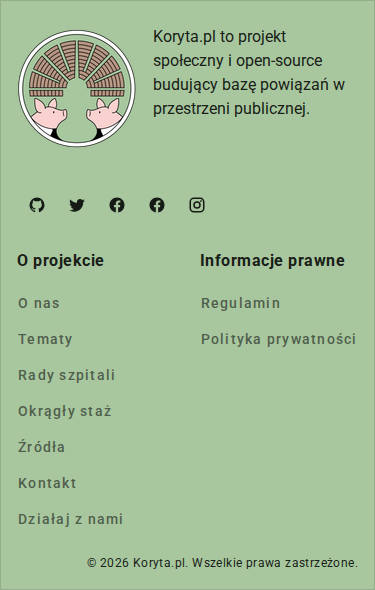 Koryta.pl to projekt
społeczny i open-source
budujący bazę powiązań w
przestrzeni publicznej.
O projekcie
O nas
Tematy
Rady szpitali
Okrągły staż
Źródła
Kontakt
Działaj z nami
Informacje prawne
Regulamin
Polityka prywatności
© 2026 Koryta.pl. Wszelkie prawa zastrzeżone.